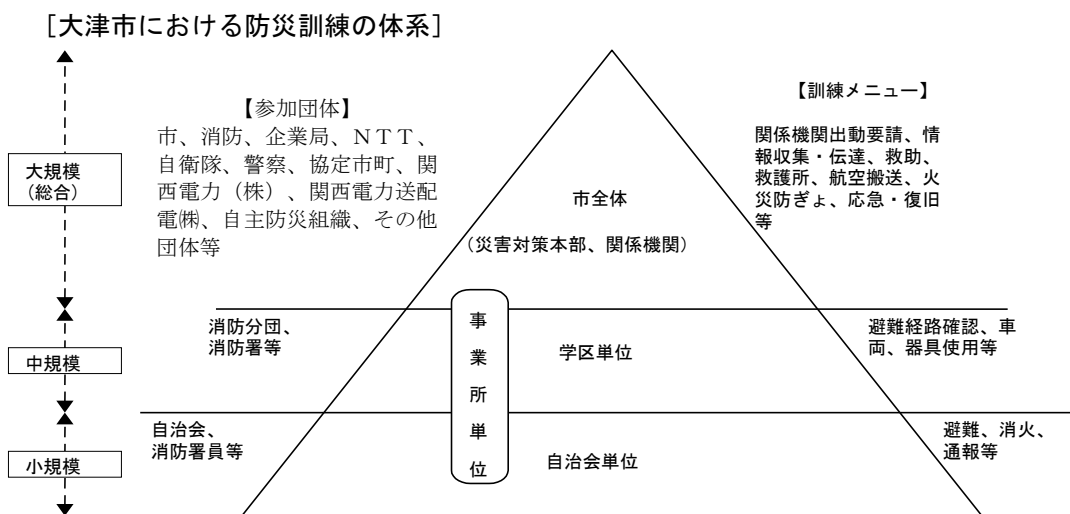 ［大津市における防災訓練の体系］
【参加団体】
市、消防、企業局、ＮＴＴ、
自衛隊、警察、協定市町、関
西電力（株）、関西電力送配
電㈱、自主防災組織、その他
団体等
【訓練メニュー】
関係機関出動要請、情
報収集・伝達、救助、
救護所、航空搬送、火
災防ぎょ、応急・復旧
等
大規模
（総合）
市全体
（災害対策本部、関係機関）
消防分団、
消防署等
中規模
事業所単位
学区単位
避難経路確認、車
両、器具使用等
自治会、
消防署員等
小規模
自治会単位
避難、消火、
通報等